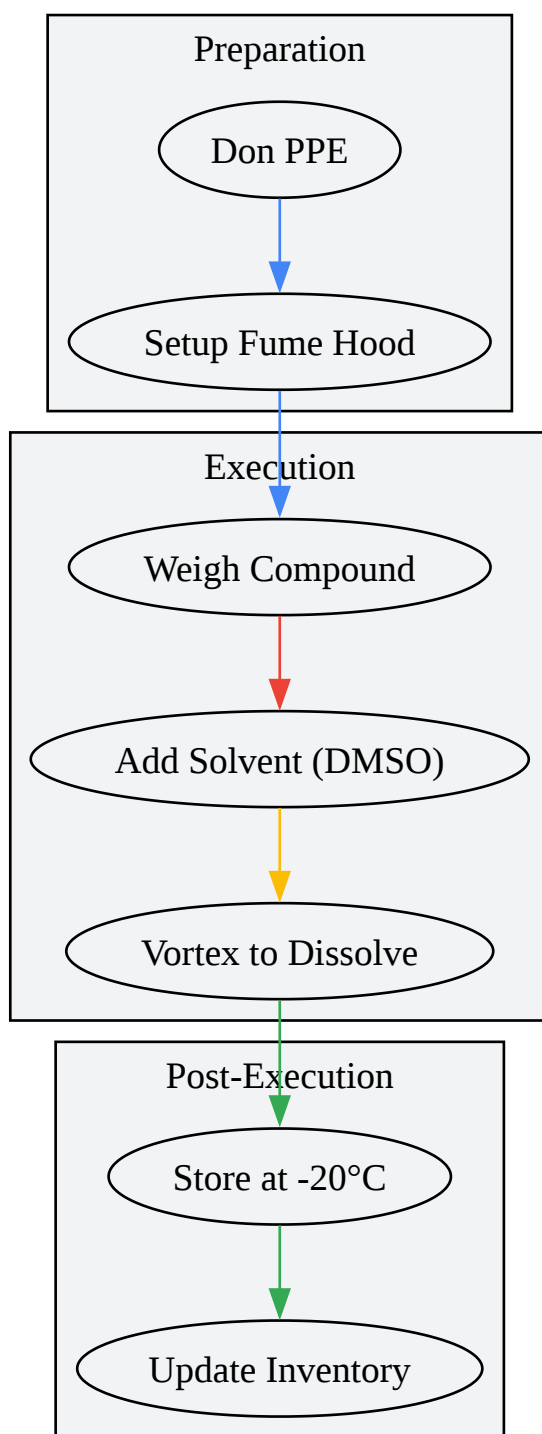 Preparation
Don PPE
Setup Fume Hood
Execution
Weigh Compound
Add Solvent (DMSO)
Vortex to Dissolve
Post-Execution
Store at -20°C
Update Inventory